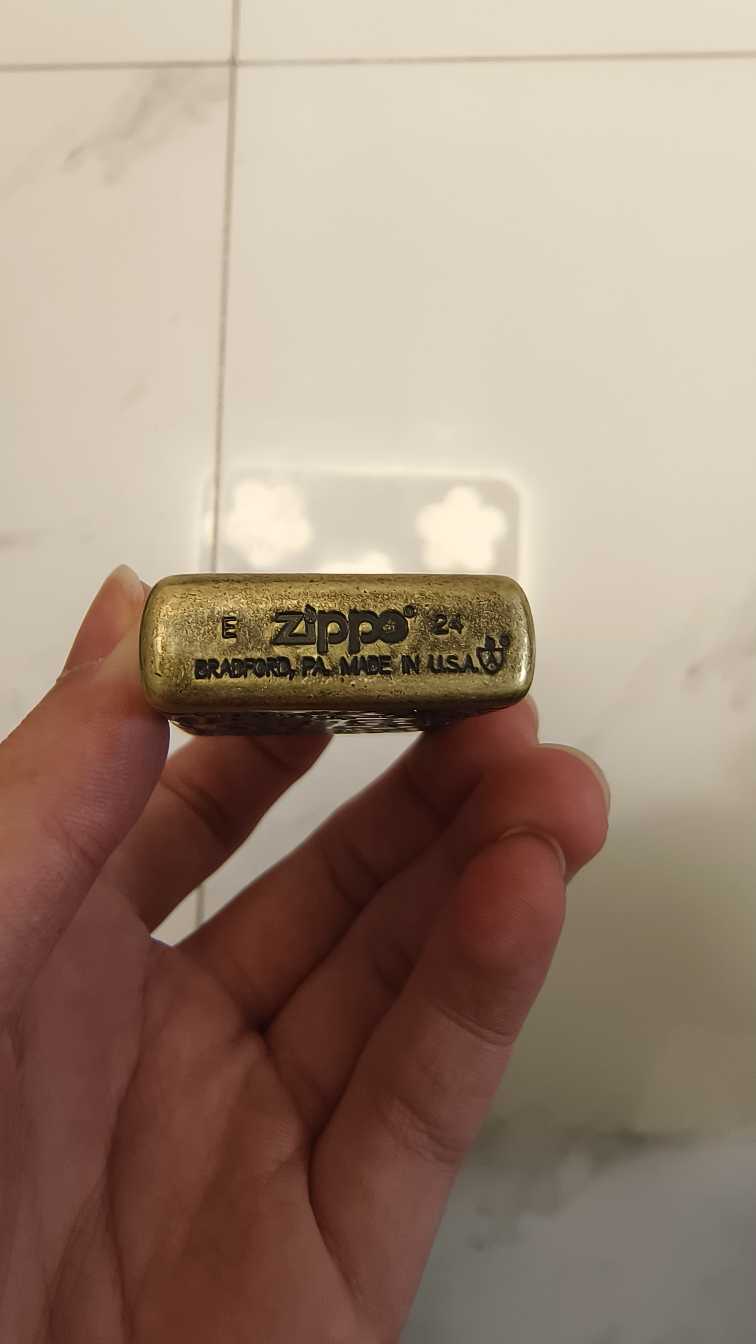 E zippo® 24
BRADFORD, PA. MADE IN U.S.A.